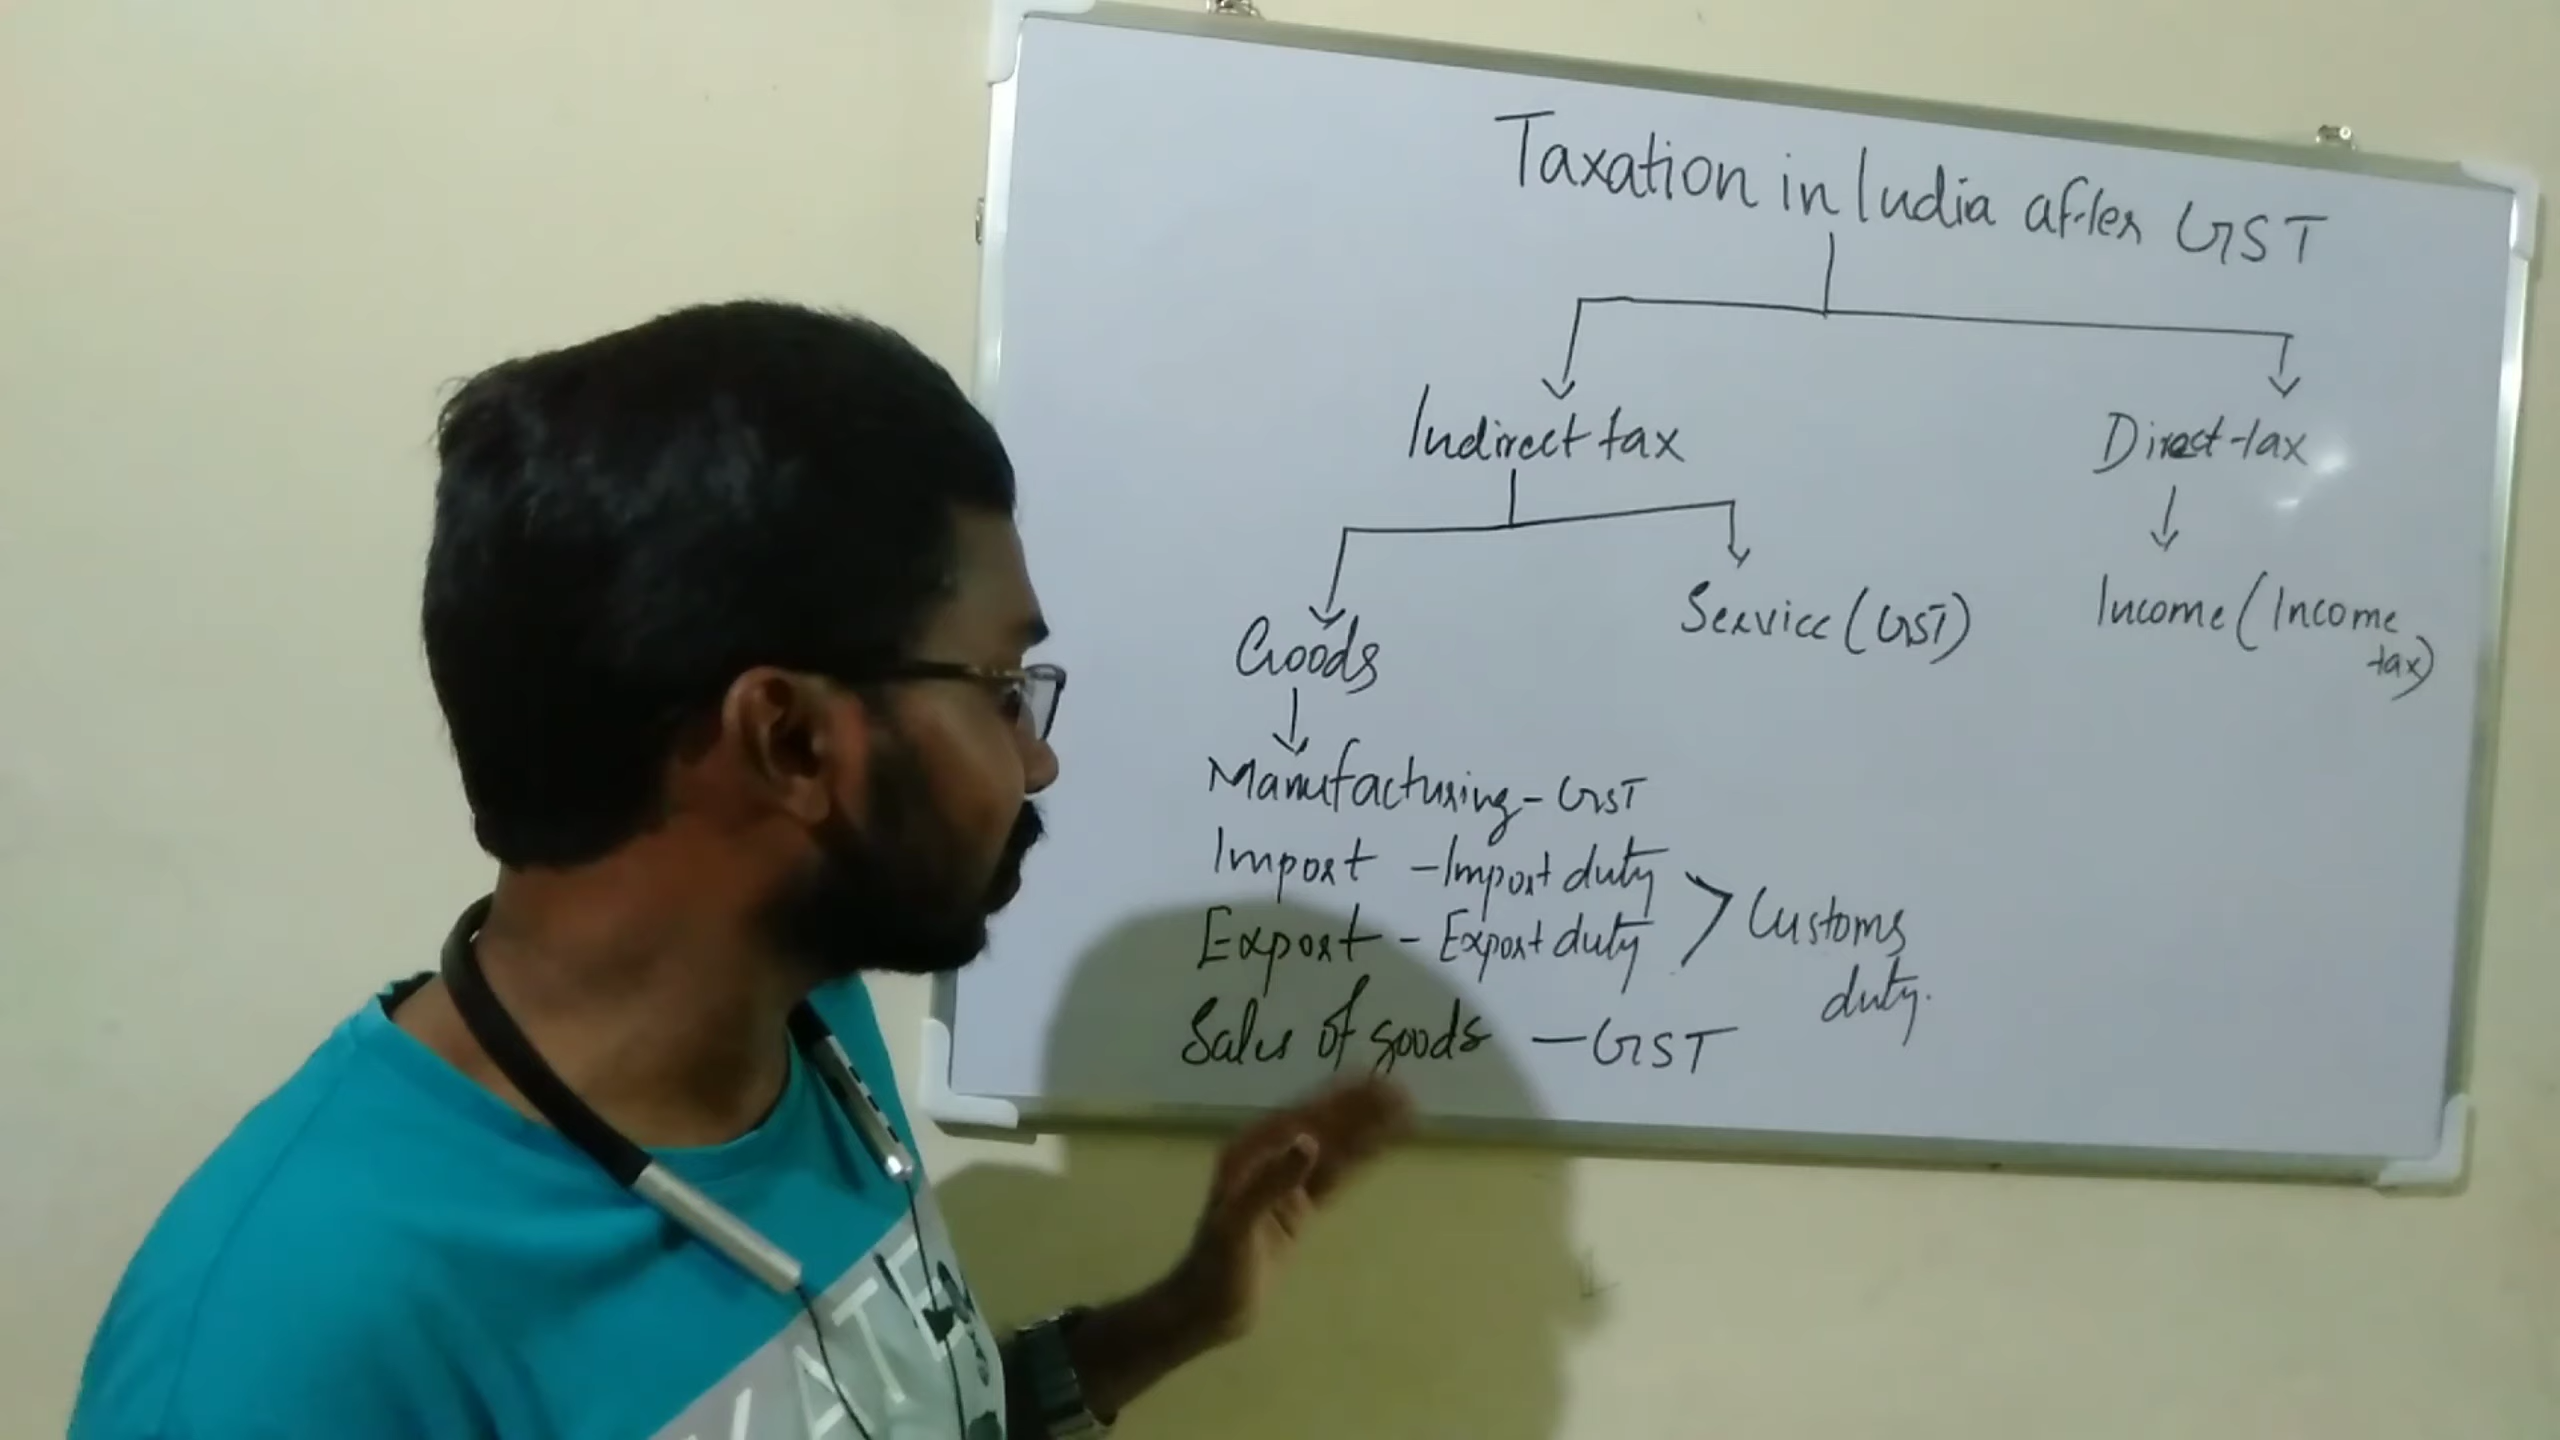 Taxation in India after GST
Indirect tax
Direct tax
Goods
Service (GST)
Income (Income
tax)
Manufacturing - GST
Import - Import duty
Export - Export duty
> Customs
duty.
Sales of goods - GST